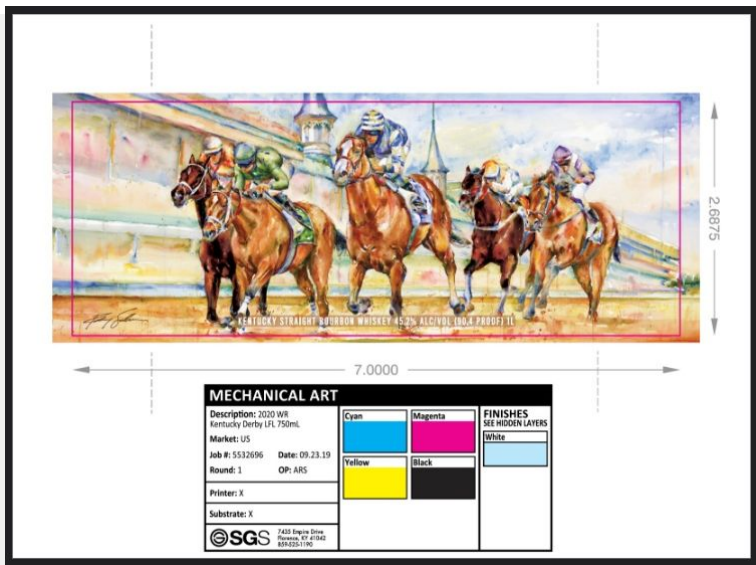 2.6875
KENTUCKY STRAIGHT BOURBON WHISKEY 45.2% ALC/VOL (90.4 PROOF) 1L
7.0000
MECHANICAL ART
Description: 2020 WR
Kentucky Derby LFL 750mL
Market: US
Job #: 5532696 Date: 09.23.19
Round: 1 OP: ARS
Printer: X
Substrate: X
SGS
7435 Empire Drive
Florence, KY 41042
859-525-1190
Cyan
Magenta
Yellow
Black
FINISHES
SEE HIDDEN LAYERS
White